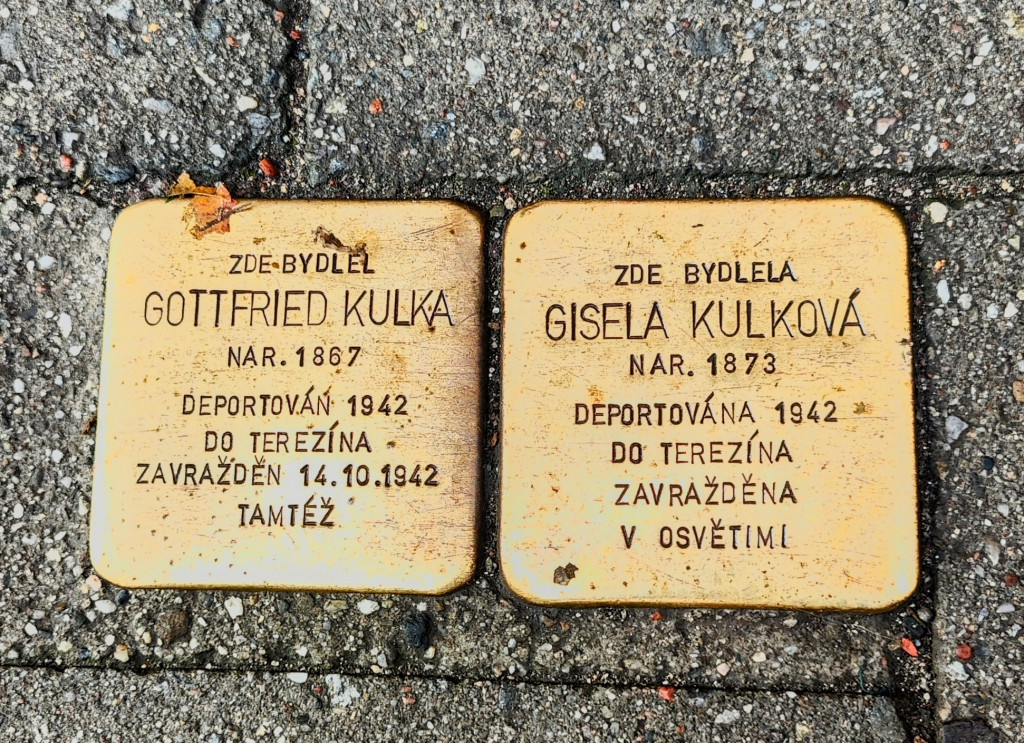 ZDE BYDLEL
GOTTFRIED KULKA
NAR. 1867
DEPORTOVÁN 1942
DO TEREZÍNA
ZAVRAŽDĚN 14.10.1942
TAMTÉŽ
ZDE BYDLELA
GISELA KULKOVÁ
NAR. 1873
DEPORTOVÁNA 1942
DO TEREZÍNA
ZAVRAŽDĚNA
V OSVĚTIMI